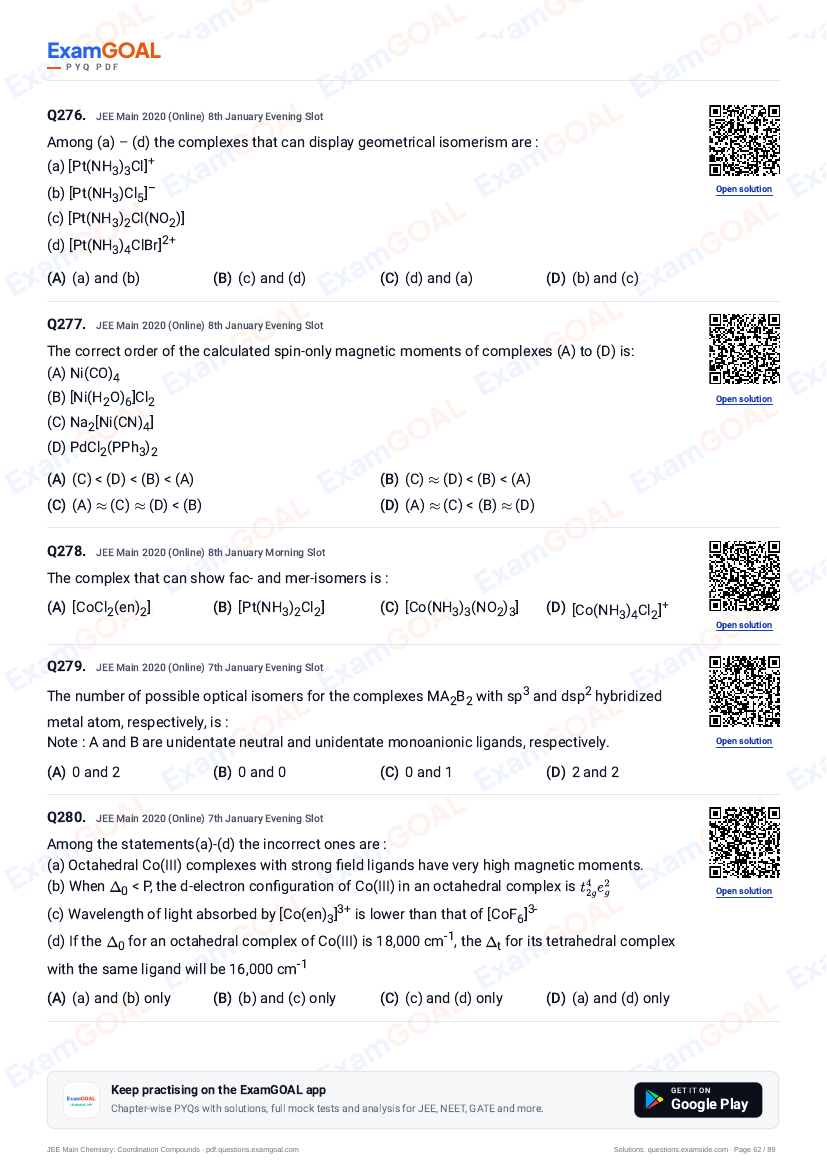 ExamGOAL
PYQ PDF
Q276. JEE Main 2020 (Online) 8th January Evening Slot
Among (a) – (d) the complexes that can display geometrical isomerism are :
(a) [Pt(NH₃)₃Cl]⁺
(b) [Pt(NH₃)Cl₅]⁻
(c) [Pt(NH₃)₂Cl(NO₂)]
(d) [Pt(NH₃)₄ClBr]²⁺
(A) (a) and (b) (B) (c) and (d) (C) (d) and (a) (D) (b) and (c)
Open solution
Q277. JEE Main 2020 (Online) 8th January Evening Slot
The correct order of the calculated spin-only magnetic moments of complexes (A) to (D) is:
(A) Ni(CO)₄
(B) [Ni(H₂O)₆]Cl₂
(C) Na₂[Ni(CN)₄]
(D) PdCl₂(PPh₃)₂
(A) (C) < (D) < (B) < (A) (B) (C) ≈ (D) < (B) < (A)
(C) (A) ≈ (C) ≈ (D) < (B) (D) (A) ≈ (C) < (B) ≈ (D)
Open solution
Q278. JEE Main 2020 (Online) 8th January Morning Slot
The complex that can show fac- and mer-isomers is :
(A) [CoCl₂(en)₂] (B) [Pt(NH₃)₂Cl₂] (C) [Co(NH₃)₃(NO₂)₃] (D) [Co(NH₃)₄Cl₂]⁺
Open solution
Q279. JEE Main 2020 (Online) 7th January Evening Slot
The number of possible optical isomers for the complexes MA₂B₂ with sp³ and dsp² hybridized
metal atom, respectively, is :
Note : A and B are unidentate neutral and unidentate monoanionic ligands, respectively.
(A) 0 and 2 (B) 0 and 0 (C) 0 and 1 (D) 2 and 2
Open solution
Q280. JEE Main 2020 (Online) 7th January Evening Slot
Among the statements(a)-(d) the incorrect ones are :
(a) Octahedral Co(III) complexes with strong field ligands have very high magnetic moments.
(b) When Δ₀ < P, the d-electron configuration of Co(III) in an octahedral complex is $t_{2g}^4 e_g^2$
(c) Wavelength of light absorbed by [Co(en)₃]³⁺ is lower than that of [CoF₆]³⁻
(d) If the Δ₀ for an octahedral complex of Co(III) is 18,000 cm⁻¹, the Δₜ for its tetrahedral complex
with the same ligand will be 16,000 cm⁻¹
(A) (a) and (b) only (B) (b) and (c) only (C) (c) and (d) only (D) (a) and (d) only
Open solution
ExamGOAL
Keep practising on the ExamGOAL app
Chapter-wise PYQs with solutions, full mock tests and analysis for JEE, NEET, GATE and more.
GET IT ON
Google Play
JEE Main Chemistry: Coordination Compounds · pdf.questions.examgoal.com
Solutions: questions.examside.com · Page 62 / 89